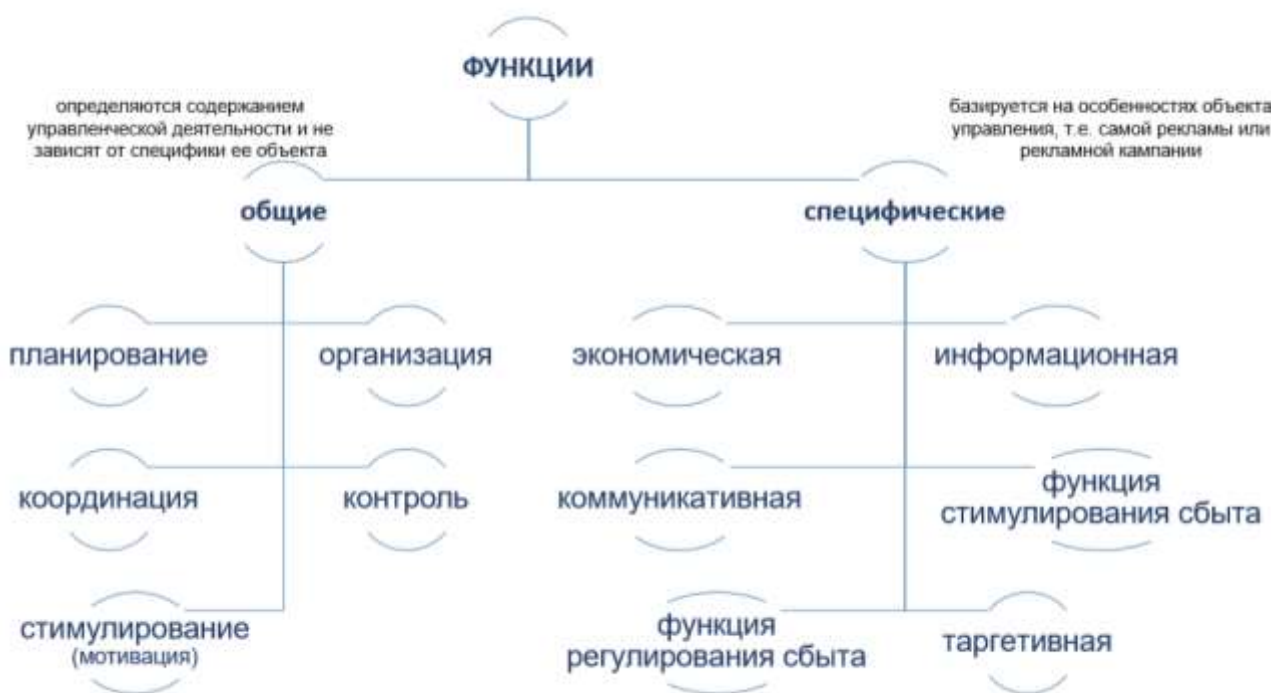 ФУНКЦИИ
определяются содержанием
управленческой деятельности и не
зависят от специфики ее объекта
базируется на особенностях объекта
управления, т.е. самой рекламы или
рекламной кампании
общие
специфические
планирование
организация
координация
контроль
стимулирование
(мотивация)
экономическая
информационная
коммуникативная
функция
стимулирования сбыта
функция
регулирования сбыта
таргетивная